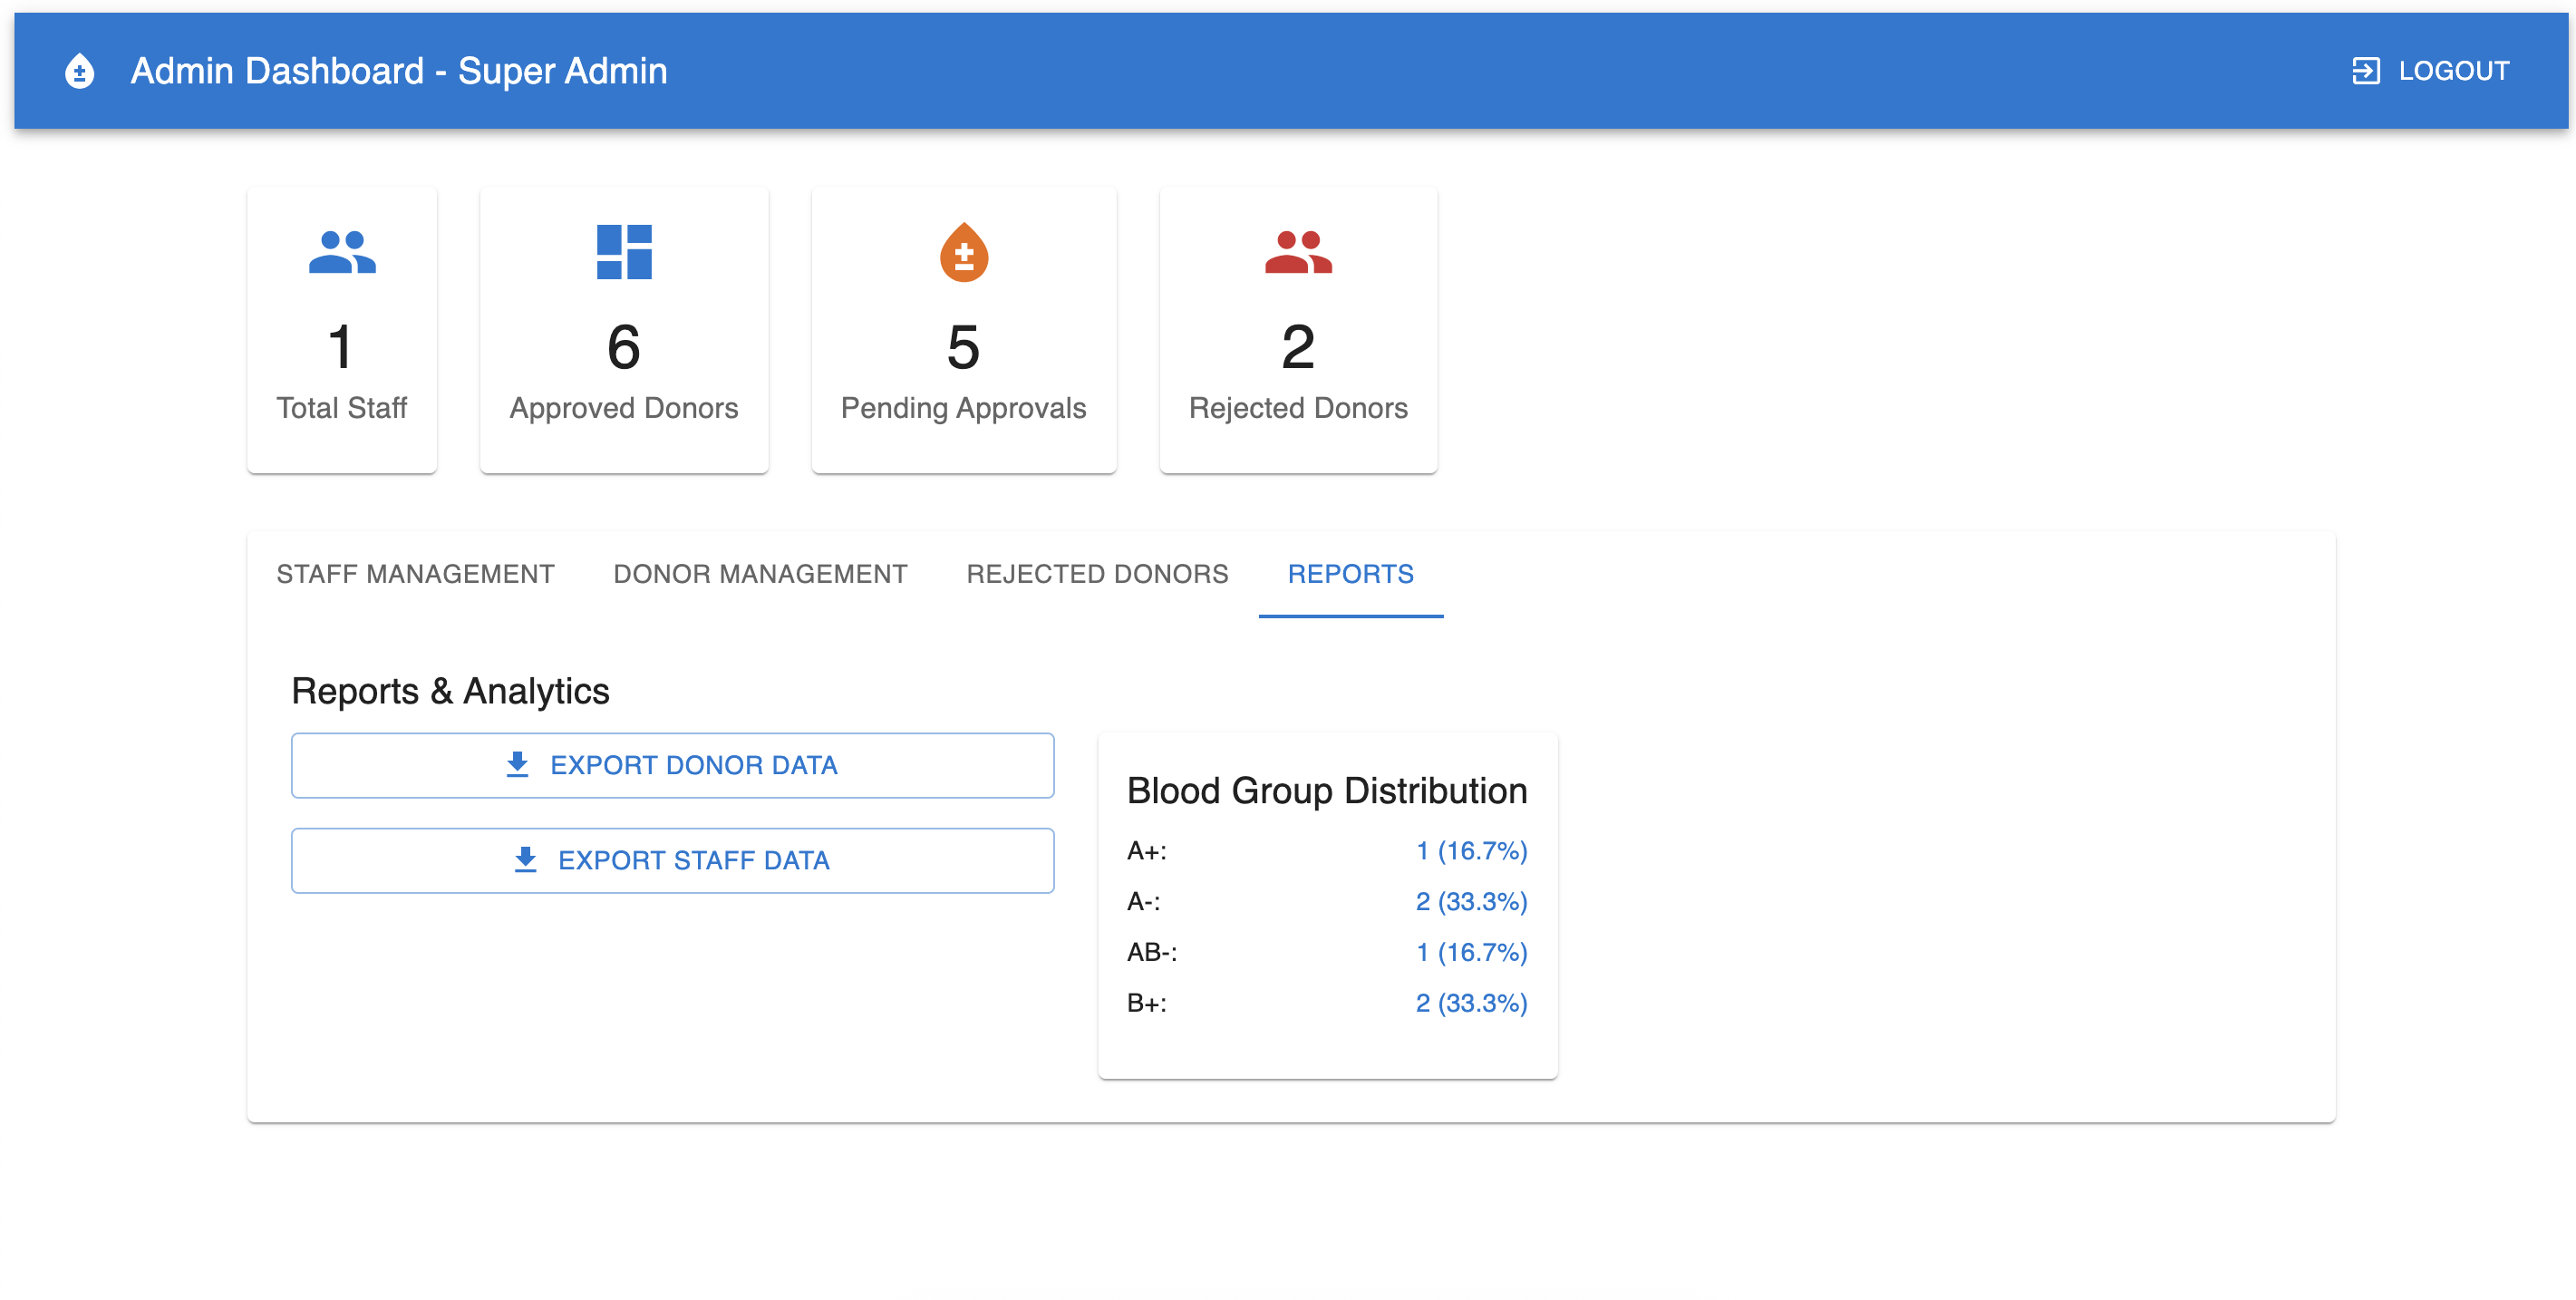 Admin Dashboard - Super Admin
LOGOUT
1
Total Staff
6
Approved Donors
5
Pending Approvals
2
Rejected Donors
STAFF MANAGEMENT
DONOR MANAGEMENT
REJECTED DONORS
REPORTS
Reports & Analytics
EXPORT DONOR DATA
EXPORT STAFF DATA
Blood Group Distribution
A+: 1 (16.7%)
A-: 2 (33.3%)
AB-: 1 (16.7%)
B+: 2 (33.3%)